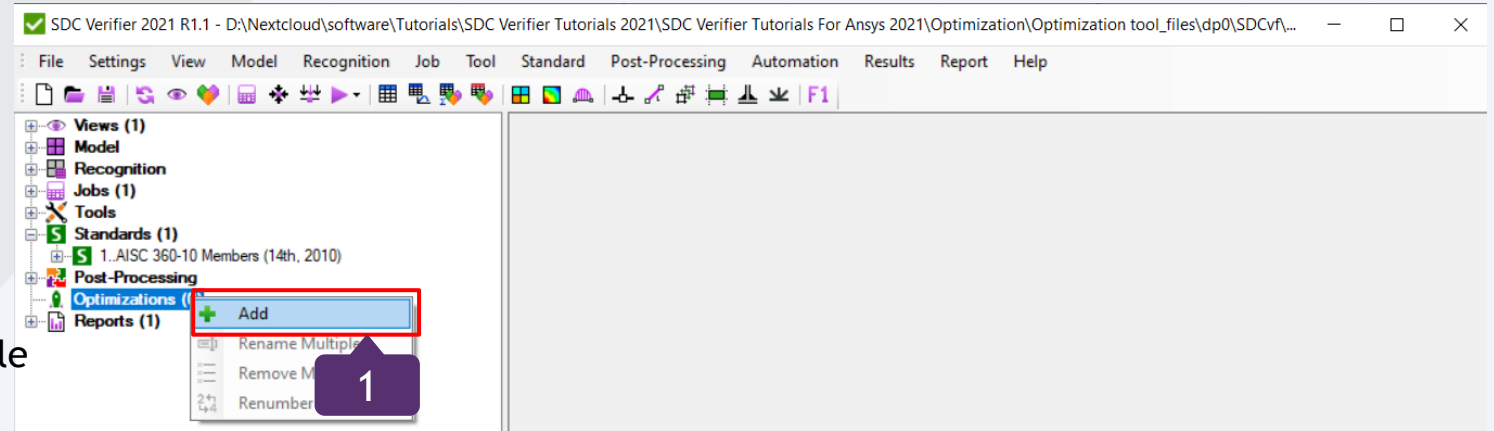 SDC Verifier 2021 R1.1 - D:\Nextcloud\software\Tutorials\SDC Verifier Tutorials 2021\SDC Verifier Tutorials For Ansys 2021\Optimization\Optimization tool_files\dp0\SDCvf\...
File Settings View Model Recognition Job Tool Standard Post-Processing Automation Results Report Help
F1
Views (1)
Model
Recognition
Jobs (1)
Tools
S Standards (1)
S 1..AISC 360-10 Members (14th, 2010)
Post-Processing
Optimizations
Reports (1)
Add
Rename Multiple
Remove
Renumber
1
le